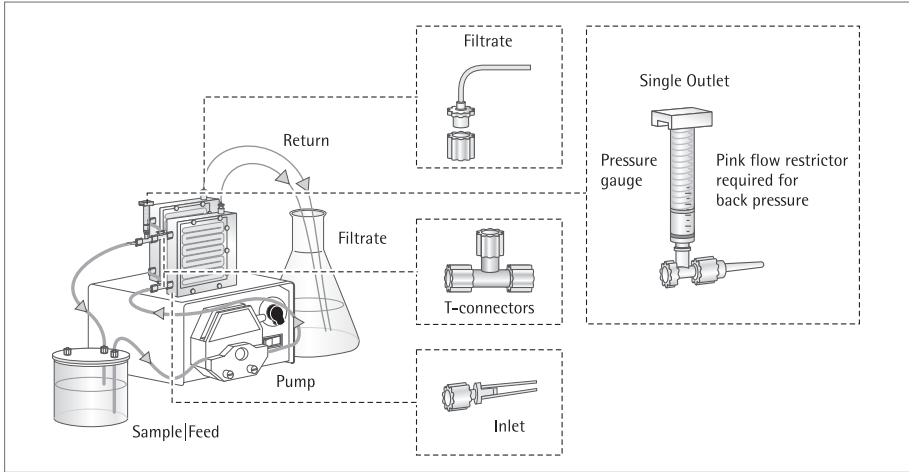 Filtrate
Single Outlet
Return
Pressure
gauge
Pink flow restrictor
required for
back pressure
Filtrate
T-connectors
Pump
Inlet
Sample|Feed